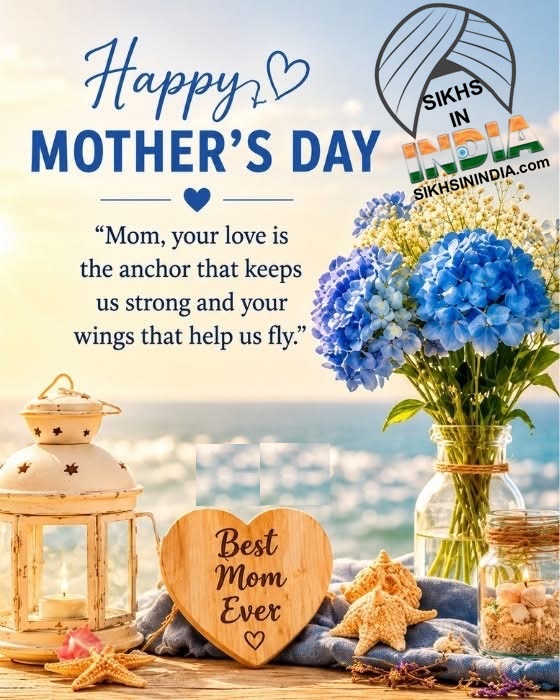 Happy
MOTHER'S DAY
"Mom, your love is
the anchor that keeps
us strong and your
wings that help us fly."
SIKHS
IN
INDIA
SIKHSININDIA.com
Best
Mom
Ever